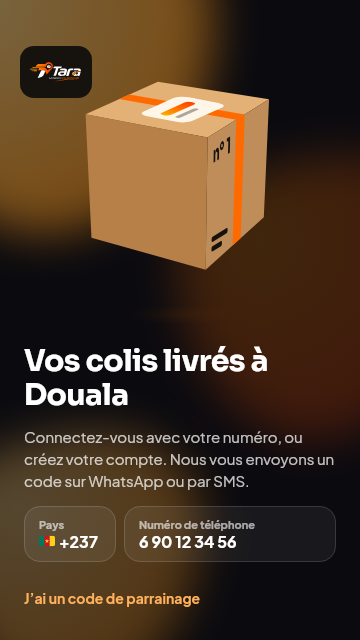 Tara
n°1
Vos colis livrés à
Douala
Connectez-vous avec votre numéro, ou
créez votre compte. Nous vous envoyons un
code sur WhatsApp ou par SMS.
Pays
+237
Numéro de téléphone
6 90 12 34 56
J’ai un code de parrainage